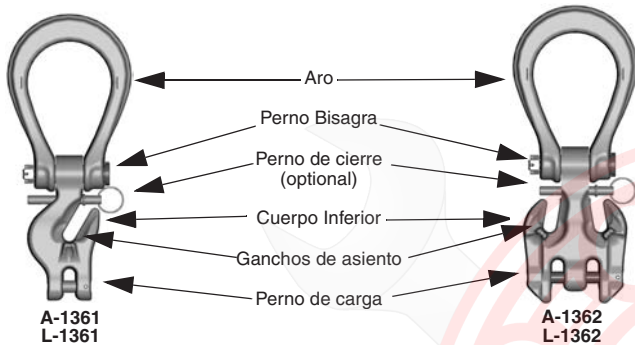 Aro
Perno Bisagra
Perno de cierre
(optional)
Cuerpo Inferior
Ganchos de asiento
Perno de carga
A-1361
L-1361
A-1362
L-1362